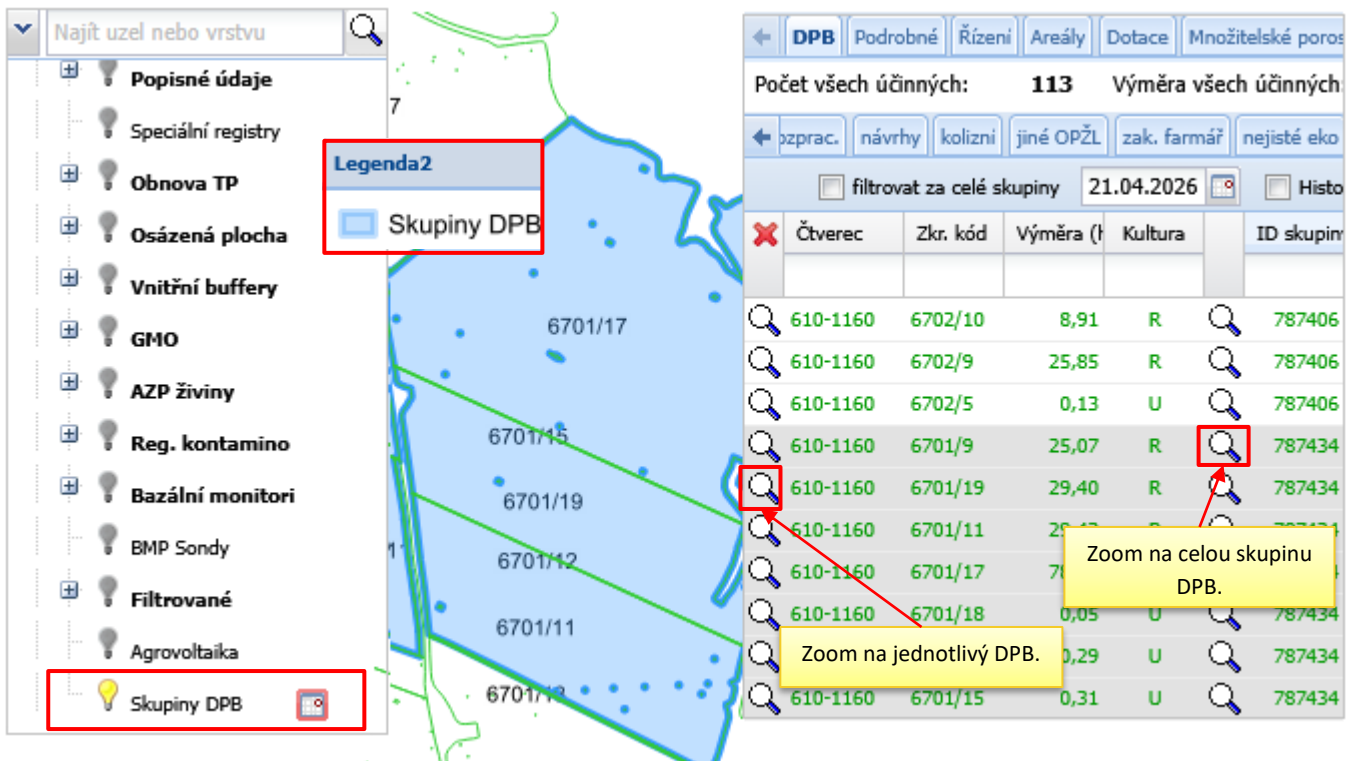 Najít uzel nebo vrstvu
Popisné údaje
Speciální registry
Obnova TP
Osázená plocha
Vnitřní buffery
GMO
AZP živiny
Reg. kontamino
Bazální monitori
BMP Sondy
Filtrované
Agrovoltaika
Skupiny DPB
7
Legenda2
Skupiny DPB
6701/17
6701/15
6701/19
6701/12
6701/11
DPB Podrobné Řízení Areály Dotace Množitelské poros
Počet všech účinných: 113 Výměra všech účinných:
ozprac. návrhy kolizni jiné OPŽL zak. farmář nejisté eko
filtrovat za celé skupiny 21.04.2026 Histo
Čtverec Zkr. kód Výměra (h Kultura ID skupin
610-1160 6702/10 8,91 R 787406
610-1160 6702/9 25,85 R 787406
610-1160 6702/5 0,13 U 787406
610-1160 6701/9 25,07 R 787434
610-1160 6701/19 29,40 R 787434
610-1160 6701/11
610-1160 6701/17
610-1160 6701/18 0,05 U 787434
0,29 U 787434
610-1160 6701/15 0,31 U 787434
Zoom na celou skupinu
DPB.
Zoom na jednotlivý DPB.